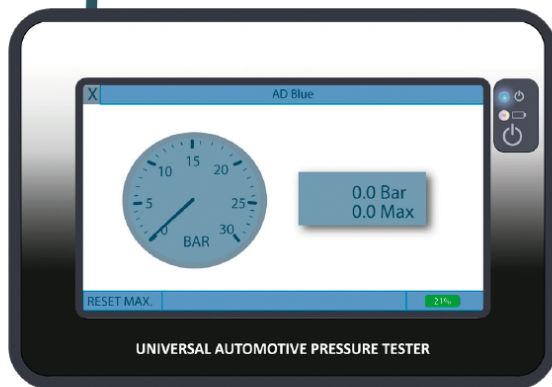 X
AD Blue
15
10
20
5
25
0
30
BAR
0.0 Bar
0.0 Max
RESET MAX.
21%
UNIVERSAL AUTOMOTIVE PRESSURE TESTER